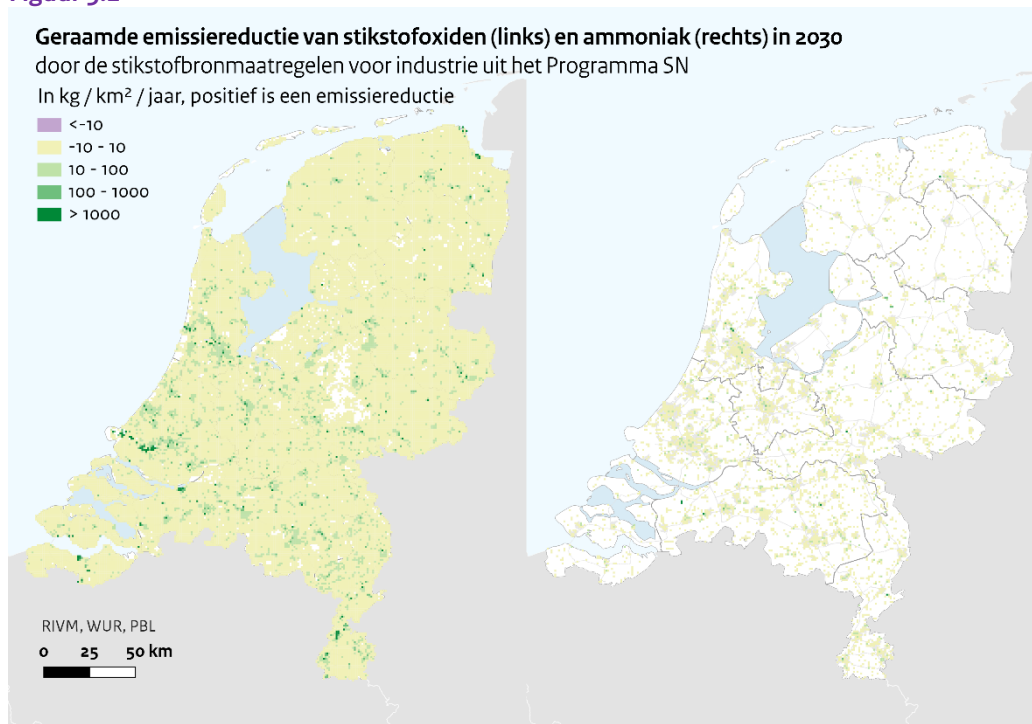 Geraamde emissiereductie van stikstofoxiden (links) en ammoniak (rechts) in 2030
door de stikstofbronmaatregelen voor industrie uit het Programma SN
In kg / km² / jaar, positief is een emissiereductie
<-10
-10 - 10
10 - 100
100 - 1000
> 1000
RIVM, WUR, PBL
0 25 50 km